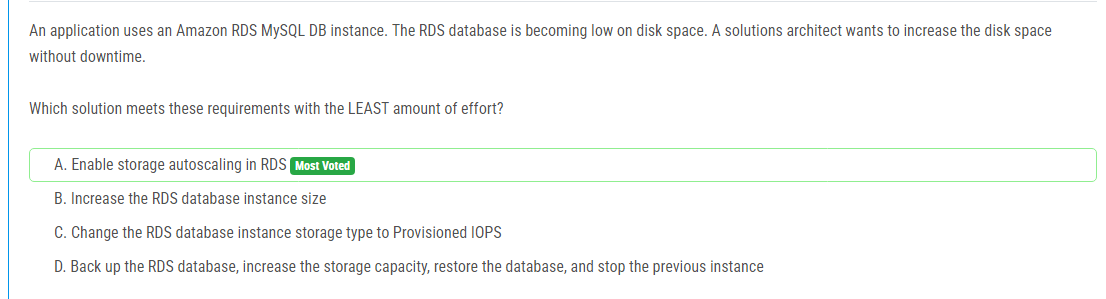 An application uses an Amazon RDS MySQL DB instance. The RDS database is becoming low on disk space. A solutions architect wants to increase the disk space
without downtime.
Which solution meets these requirements with the LEAST amount of effort?
A. Enable storage autoscaling in RDS Most Voted
B. Increase the RDS database instance size
C. Change the RDS database instance storage type to Provisioned IOPS
D. Back up the RDS database, increase the storage capacity, restore the database, and stop the previous instance